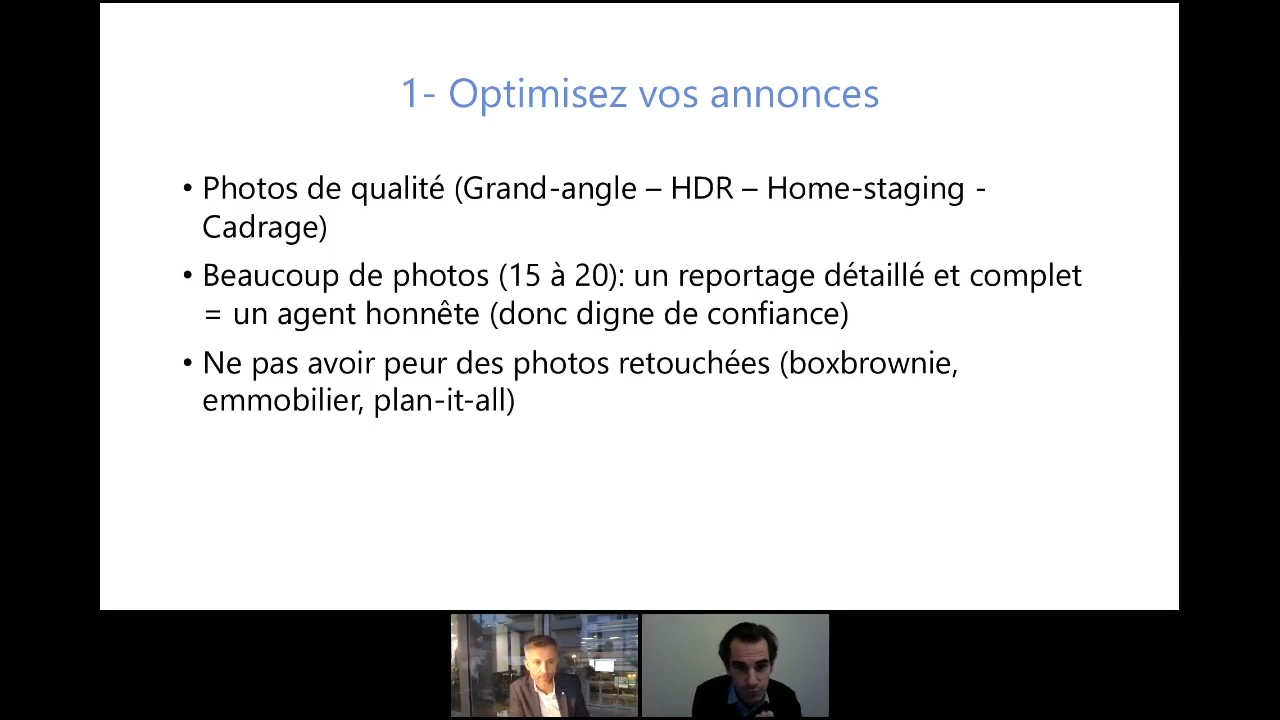 1- Optimisez vos annonces
• Photos de qualité (Grand-angle – HDR – Home-staging -
Cadrage)
• Beaucoup de photos (15 à 20): un reportage détaillé et complet
= un agent honnête (donc digne de confiance)
• Ne pas avoir peur des photos retouchées (boxbrownie,
emmobilier, plan-it-all)